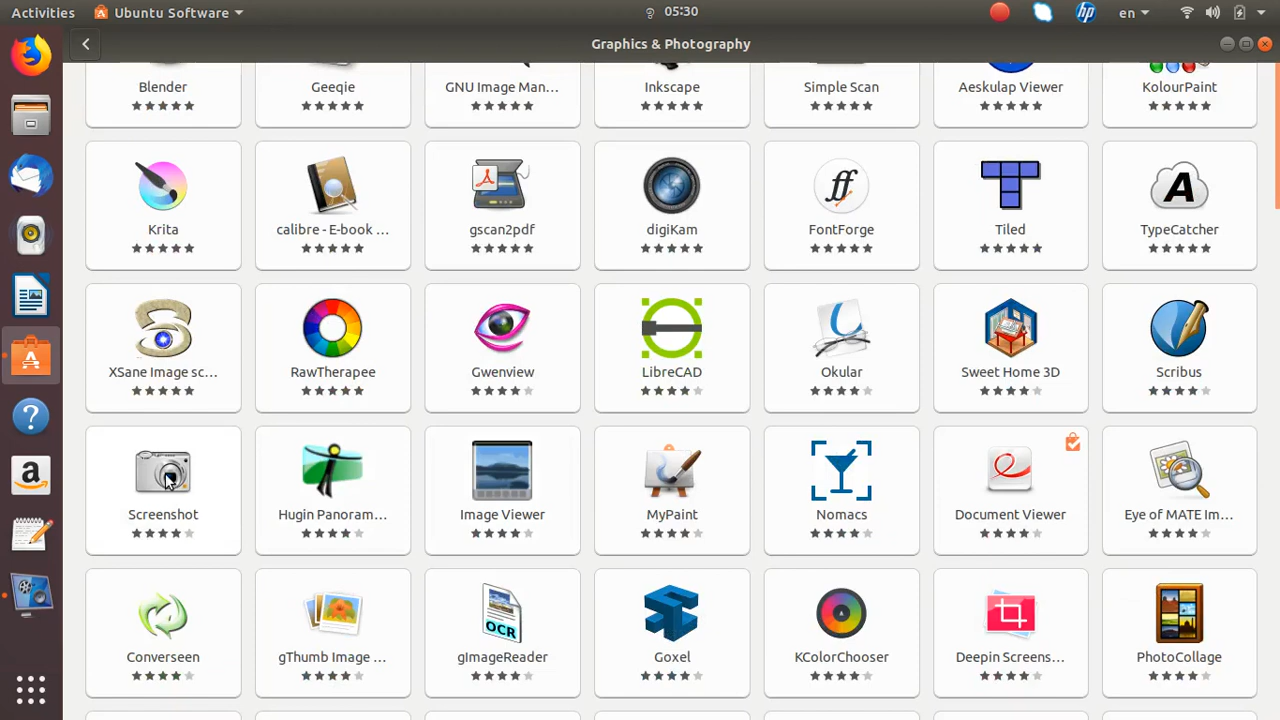 Activities Ubuntu Software 05:30 en
Graphics & Photography
Blender Geeqie GNU Image Man... Inkscape Simple Scan Aeskulap Viewer KolourPaint
Krita calibre - E-book ... gscan2pdf digiKam FontForge Tiled TypeCatcher
XSane Image sc... RawTherapee Gwenview LibreCAD Okular Sweet Home 3D Scribus
Screenshot Hugin Panoram... Image Viewer MyPaint Nomacs Document Viewer Eye of MATE Im...
OCR
Converseen gThumb Image ... gImageReader Goxel KColorChooser Deepin Screens... PhotoCollage